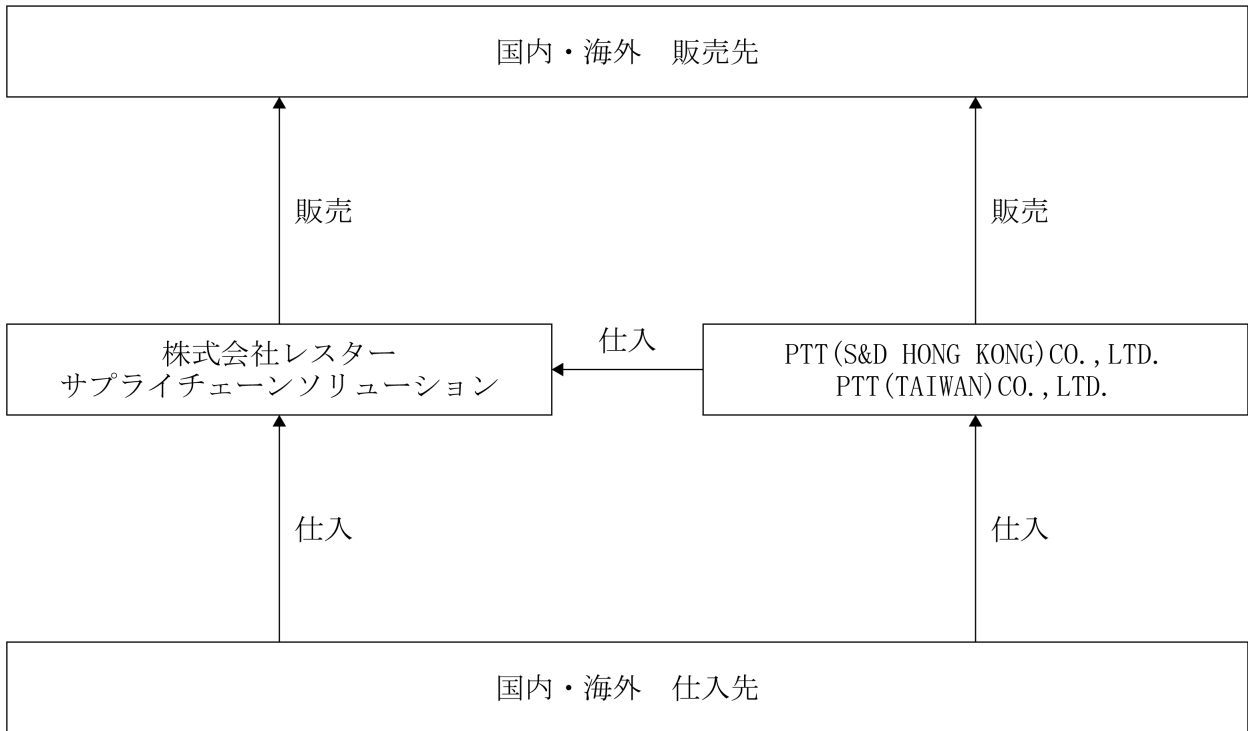 国内・海外　販売先
販売
販売
株式会社レスター
サプライチェーンソリューション
仕入
PTT(S&D HONG KONG)CO.,LTD.
PTT(TAIWAN)CO.,LTD.
仕入
仕入
国内・海外　仕入先